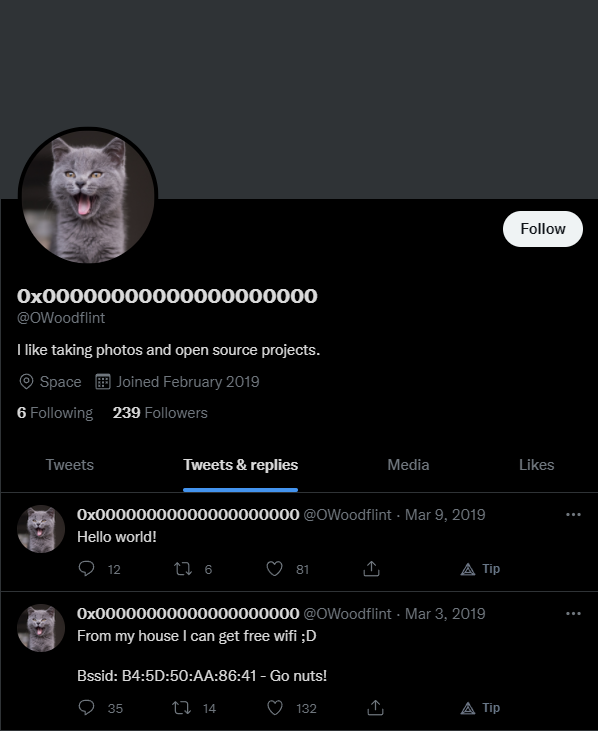 Follow
0x00000000000000000000
@OWoodflint
I like taking photos and open source projects.
Space Joined February 2019
6 Following 239 Followers
Tweets Tweets & replies Media Likes
0x00000000000000000000 @OWoodflint · Mar 9, 2019
Hello world!
12 6 81 Tip
0x00000000000000000000 @OWoodflint · Mar 3, 2019
From my house I can get free wifi ;D
Bssid: B4:5D:50:AA:86:41 - Go nuts!
35 14 132 Tip